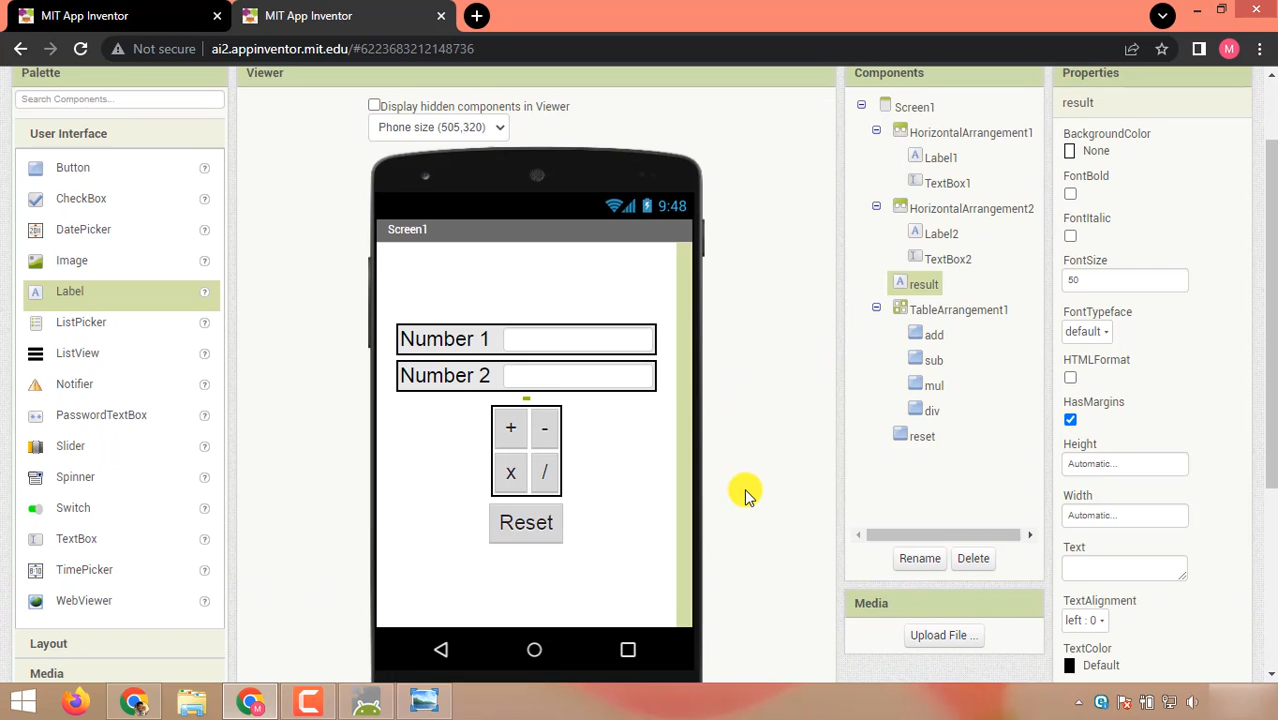 MIT App Inventor
MIT App Inventor
Not secure
ai2.appinventor.mit.edu/#6223683212148736
M
Palette
Viewer
Components
Properties
Search Components...
User Interface
Button
CheckBox
DatePicker
Image
Label
ListPicker
ListView
Notifier
PasswordTextBox
Slider
Spinner
Switch
TextBox
TimePicker
WebViewer
Layout
Media
Display hidden components in Viewer
Phone size (505,320)
9:48
Screen1
Number 1
Number 2
+ -
x /
Reset
Screen1
HorizontalArrangement1
Label1
TextBox1
HorizontalArrangement2
Label2
TextBox2
result
TableArrangement1
add
sub
mul
div
reset
Rename Delete
Media
Upload File ...
result
BackgroundColor
None
FontBold
FontItalic
FontSize
50
FontTypeface
default
HTMLFormat
HasMargins
Height
Automatic...
Width
Automatic...
Text
TextAlignment
left : 0
TextColor
Default